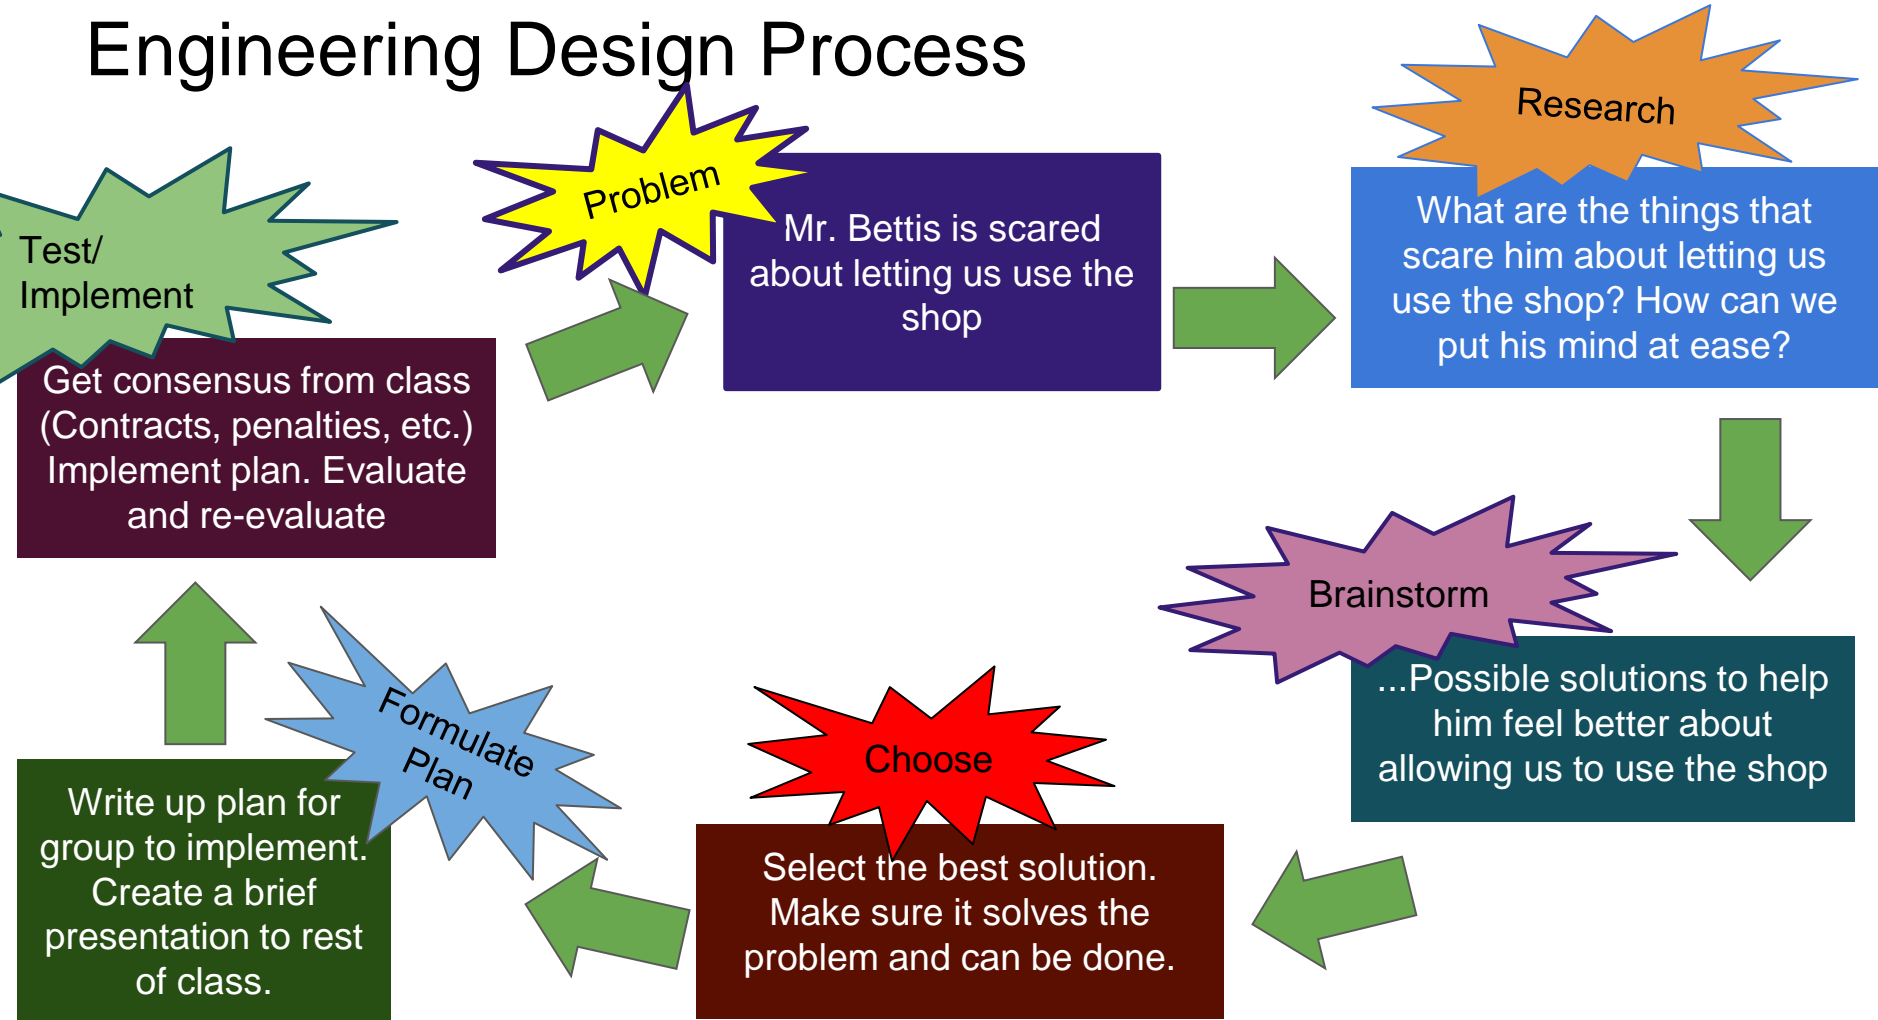 Engineering Design Process
Problem
Mr. Bettis is scared
about letting us use the
shop
Research
What are the things that
scare him about letting us
use the shop? How can we
put his mind at ease?
Brainstorm
...Possible solutions to help
him feel better about
allowing us to use the shop
Choose
Select the best solution.
Make sure it solves the
problem and can be done.
Formulate
Plan
Write up plan for
group to implement.
Create a brief
presentation to rest
of class.
Test/
Implement
Get consensus from class
(Contracts, penalties, etc.)
Implement plan. Evaluate
and re-evaluate